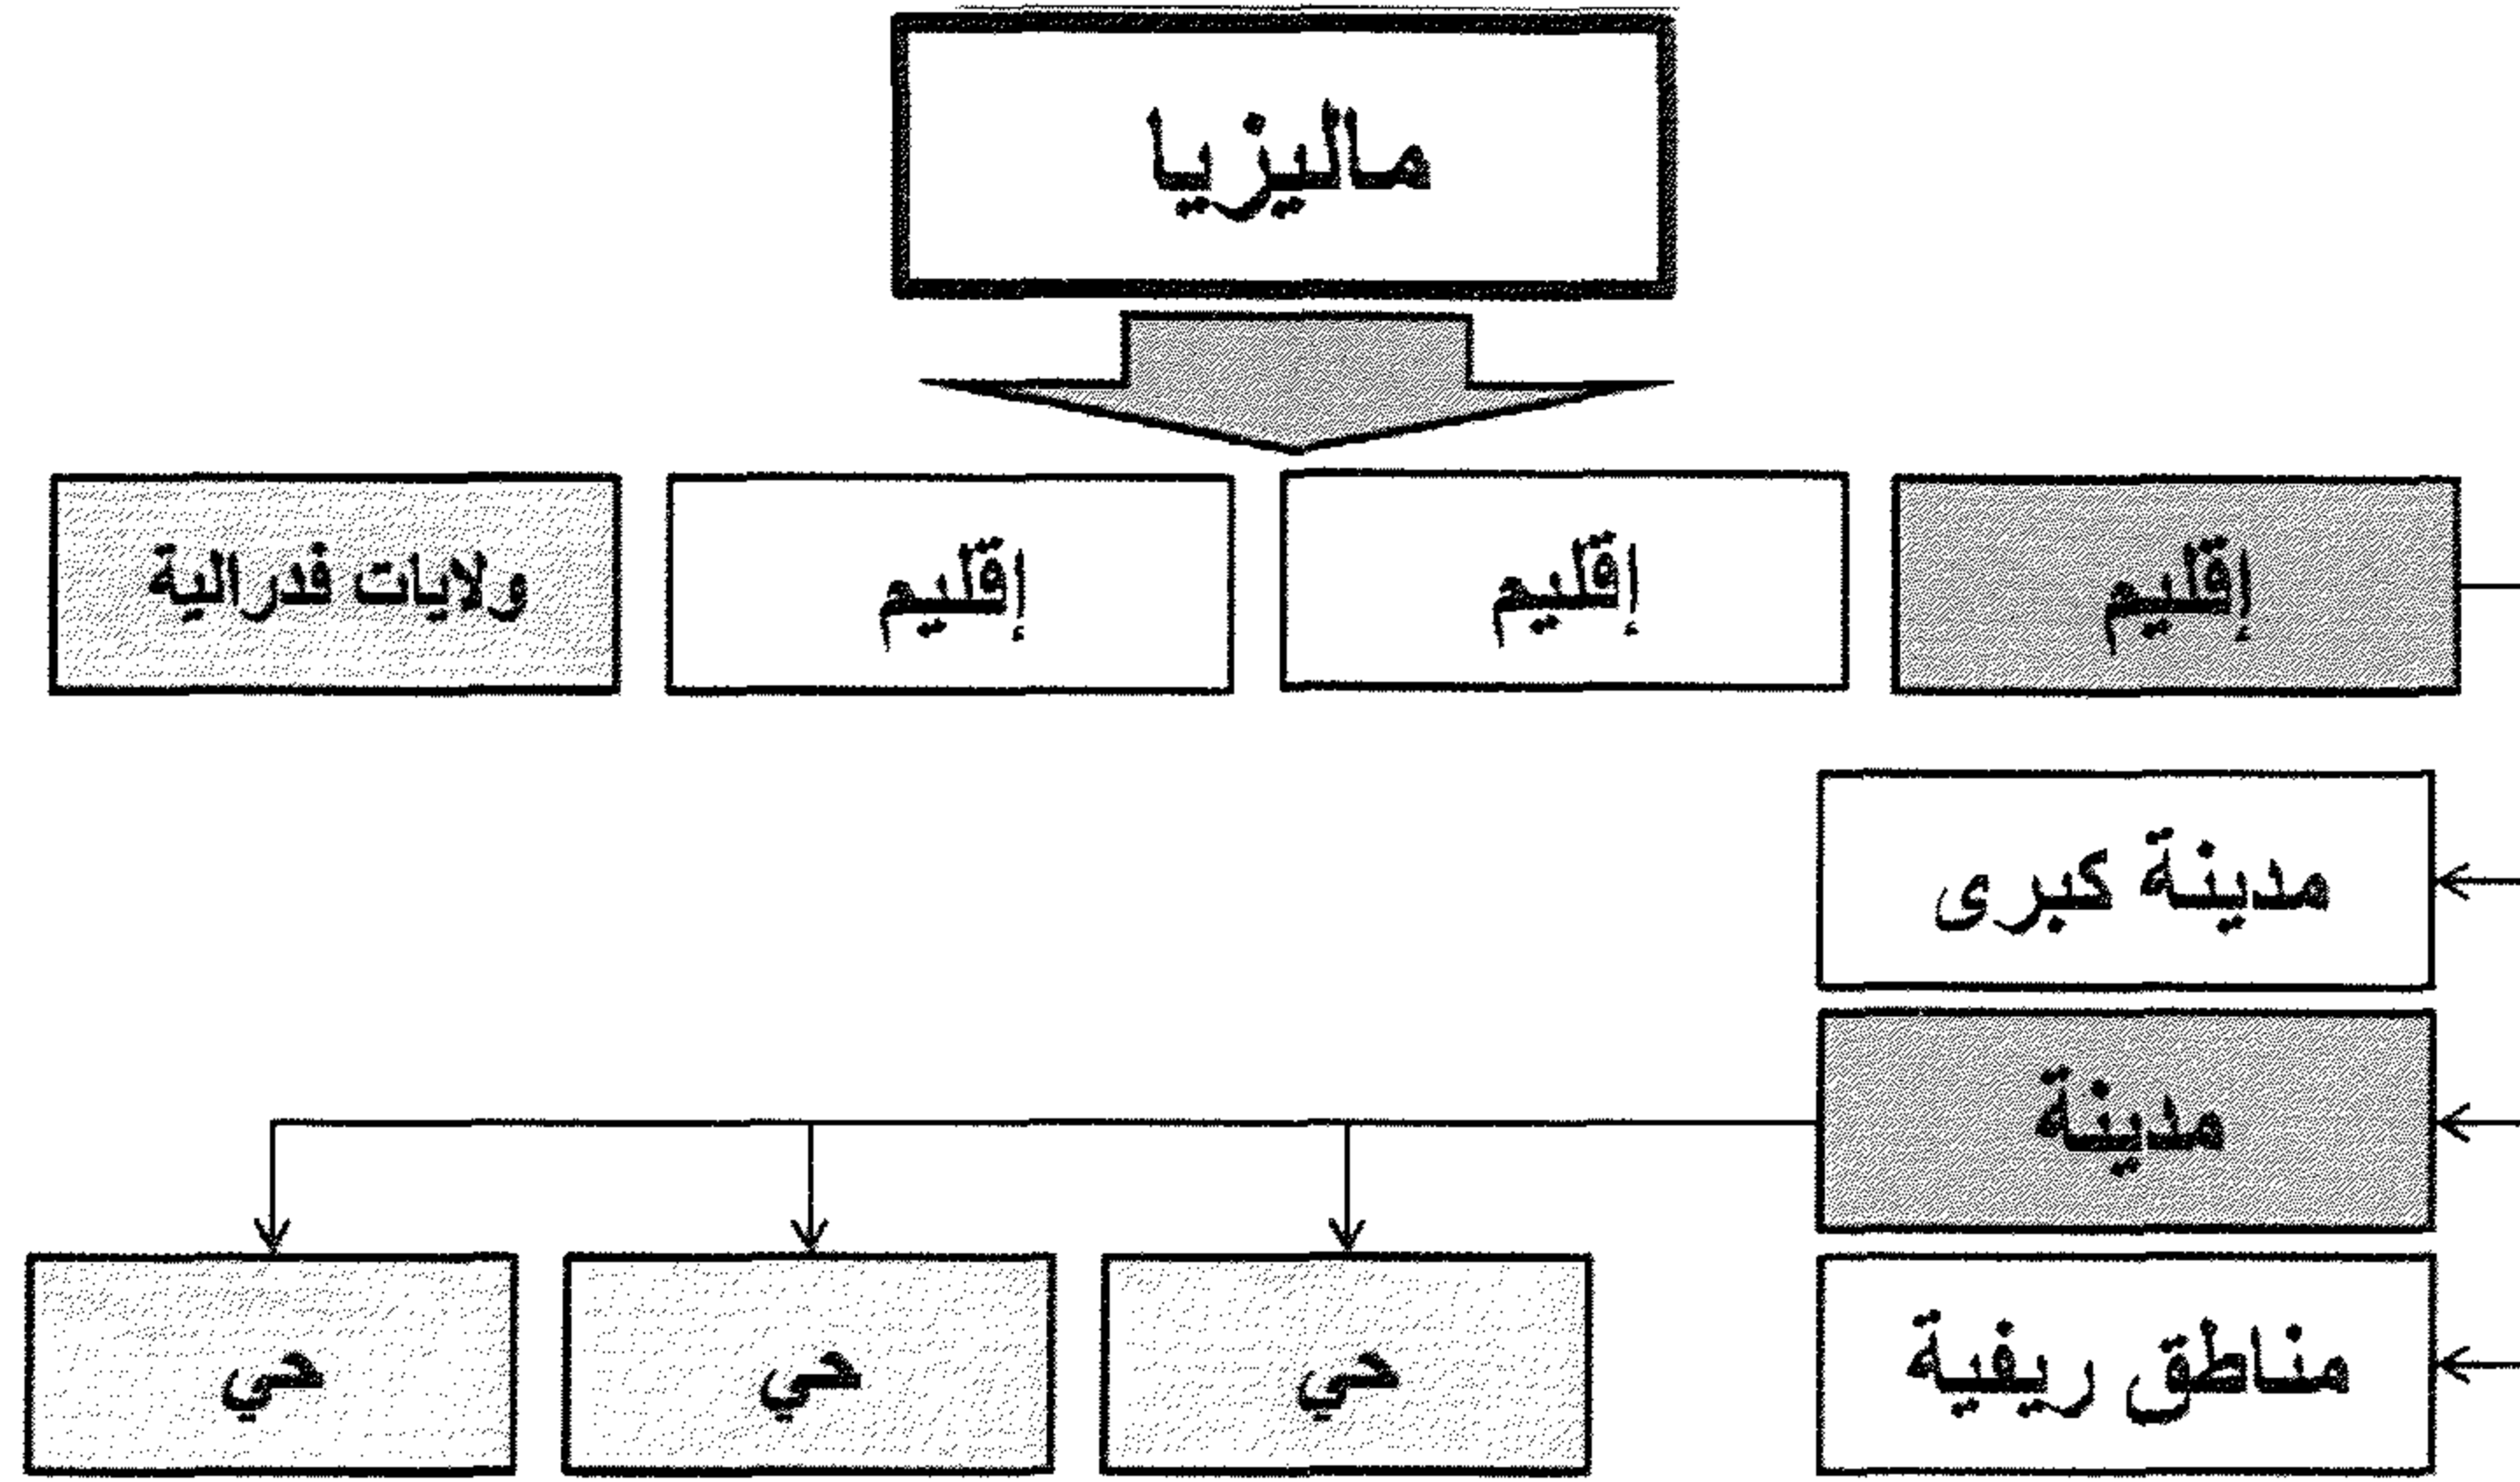 ماليزيا
إقليم
إقليم
إقليم
ولايات فدرالية
مدينة كبرى
مدينة
مناطق ريفية
حي
حي
حي